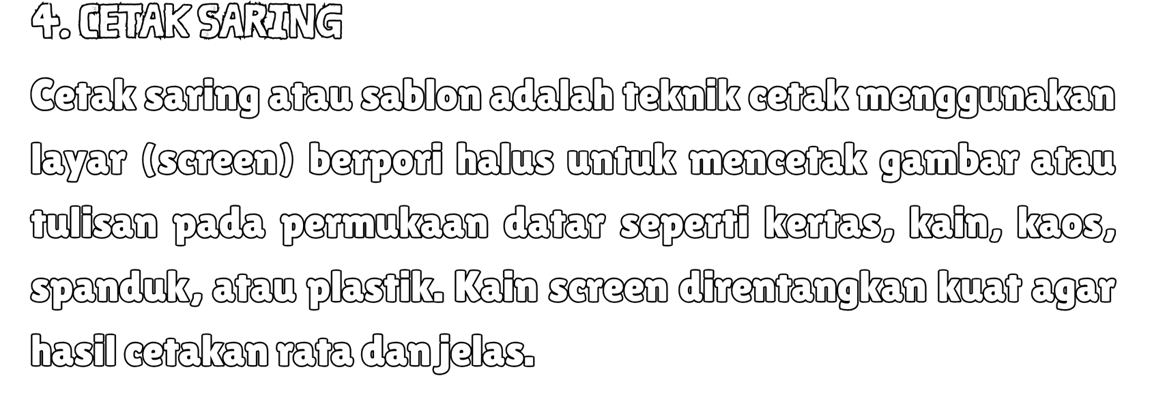 4. CETAK SARING
Cetak saring atau sablon adalah teknik cetak menggunakan
layar (screen) berpori halus untuk mencetak gambar atau
tulisan pada permukaan datar seperti kertas, kain, kaos,
spanduk, atau plastik. Kain screen direntangkan kuat agar
hasil cetakan rata dan jelas.